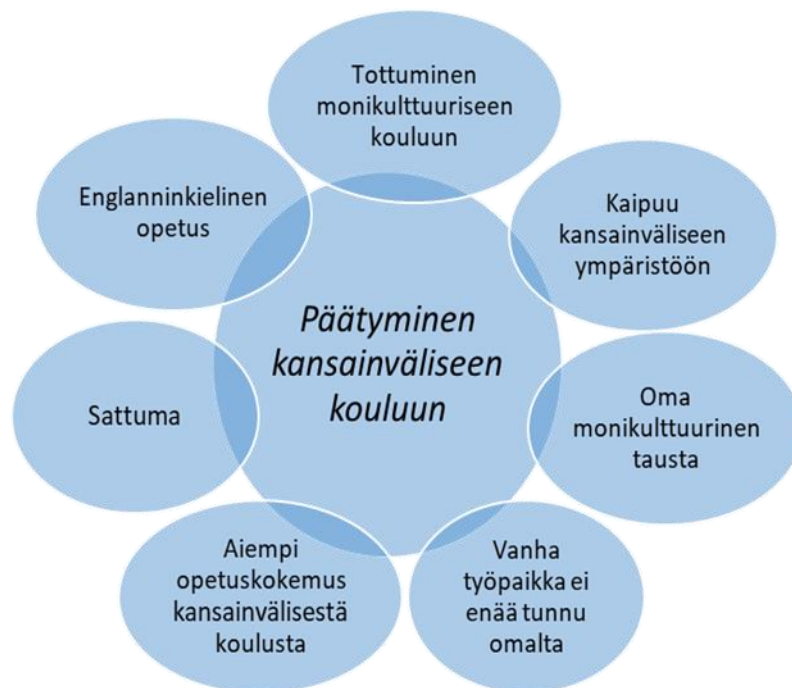 Tottuminen
monikulttuuriseen
kouluun
Englanninkielinen
opetus
Kaipuu
kansainväliseen
ympäristöön
Päätyminen
kansainväliseen
kouluun
Sattuma
Oma
monikulttuurinen
tausta
Aiempi
opetuskokemus
kansainvälisestä
koulusta
Vanha
työpaikka ei
enää tunnu
omalta